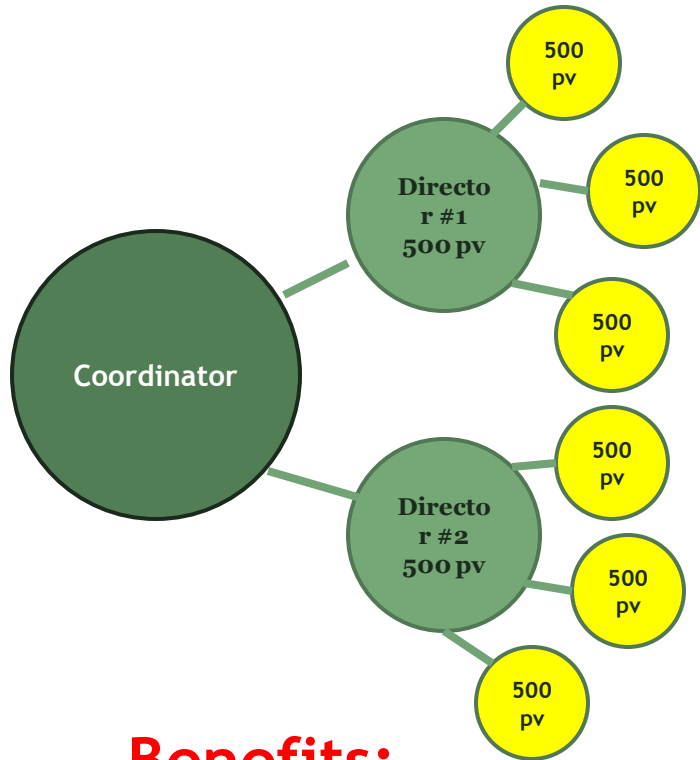 500
pv
Directo
r #1
500 pv
500
pv
500
pv
Coordinator
500
pv
Directo
r #2
500 pv
500
pv
500
pv
Benefits: